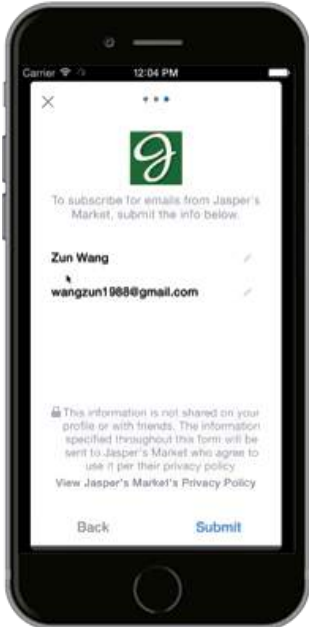 Carrier 12:04 PM
To subscribe for emails from Jasper's
Market, submit the info below.
Zun Wang
wangzun1988@gmail.com
This information is not shared on your
profile or with friends. The information
specified throughout this form will be
sent to Jasper's Market who agree to
use it per their privacy policy
View Jasper's Market's Privacy Policy
Back Submit